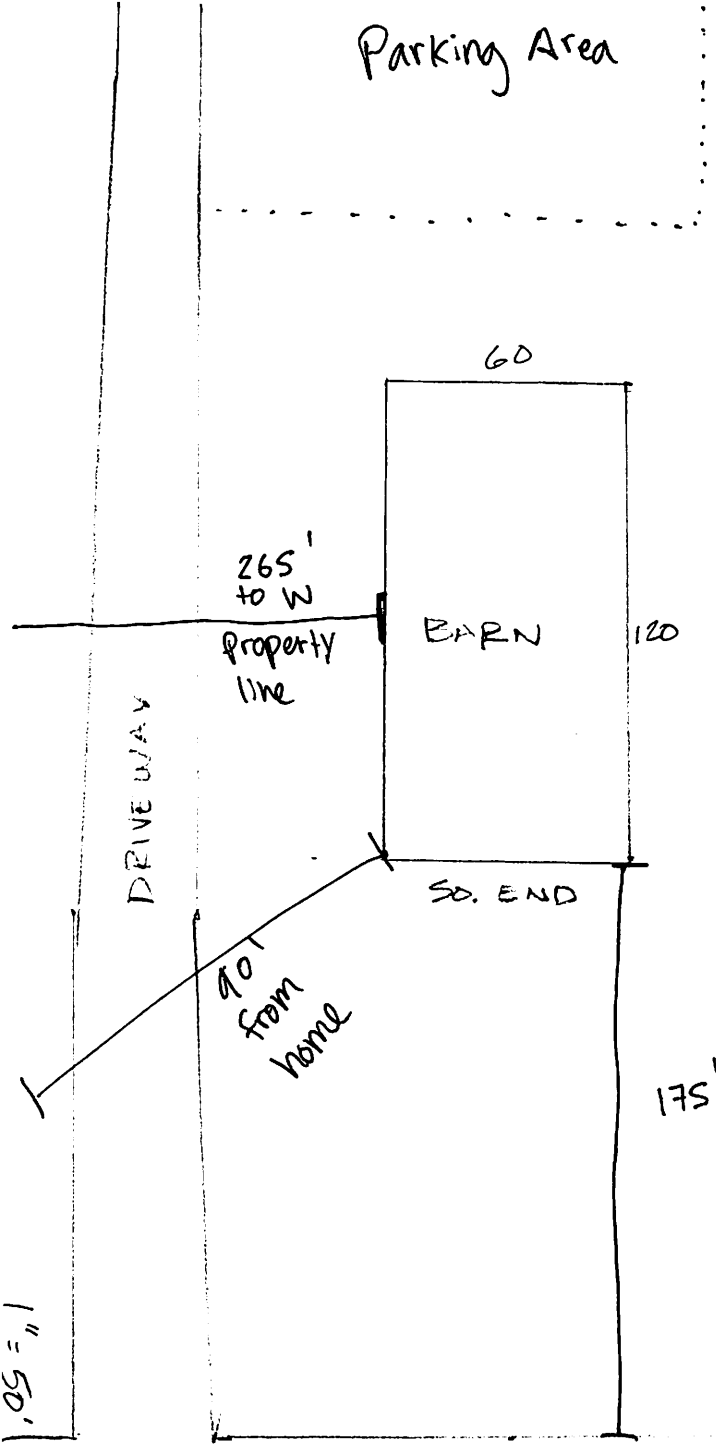 Parking Area
60
265'
to W
property
line
BARN
120
DRIVEWAY
SO. END
90'
from
home
175'
1" = 50'